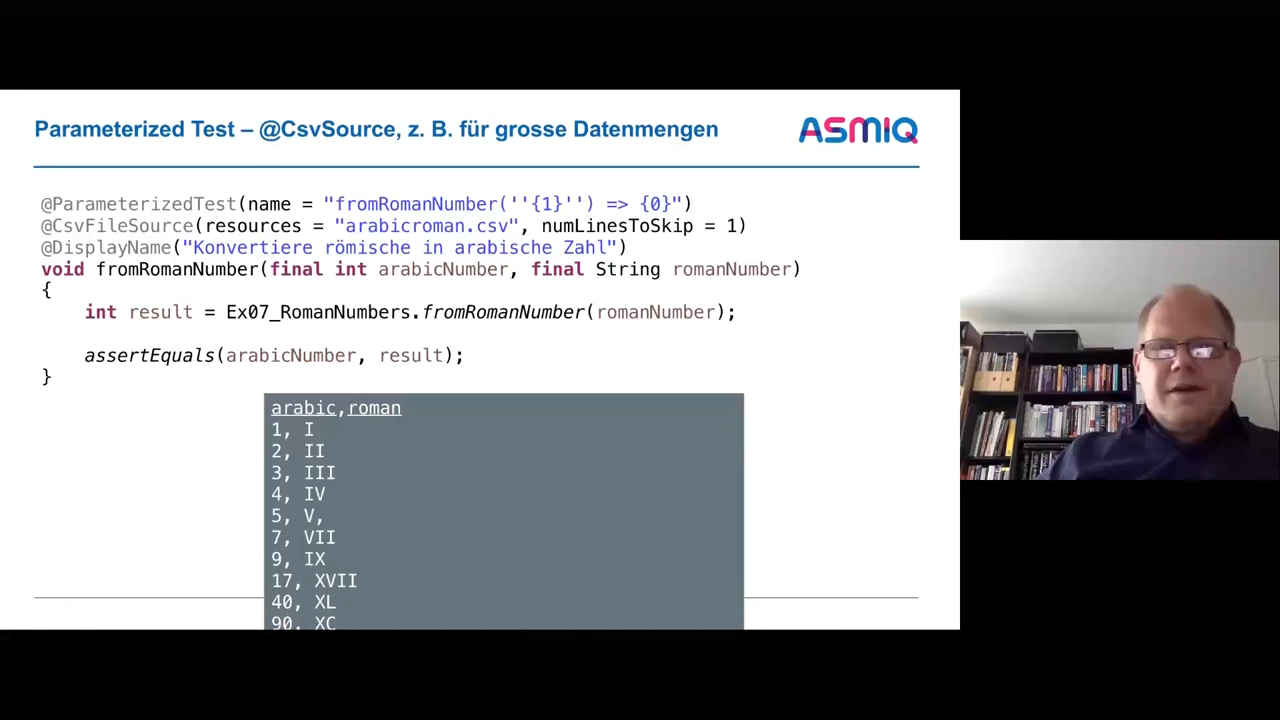 Parameterized Test – @CsvSource, z. B. für grosse Datenmengen
ASMIQ
@ParameterizedTest(name = "fromRomanNumber(''{1}'') => {0}")
@CsvFileSource(resources = "arabicroman.csv", numLinesToSkip = 1)
@DisplayName("Konvertiere römische in arabische Zahl")
void fromRomanNumber(final int arabicNumber, final String romanNumber)
{
int result = Ex07_RomanNumbers.fromRomanNumber(romanNumber);
assertEquals(arabicNumber, result);
}
arabic,roman
1, I
2, II
3, III
4, IV
5, V,
7, VII
9, IX
17, XVII
40, XL
90, XC